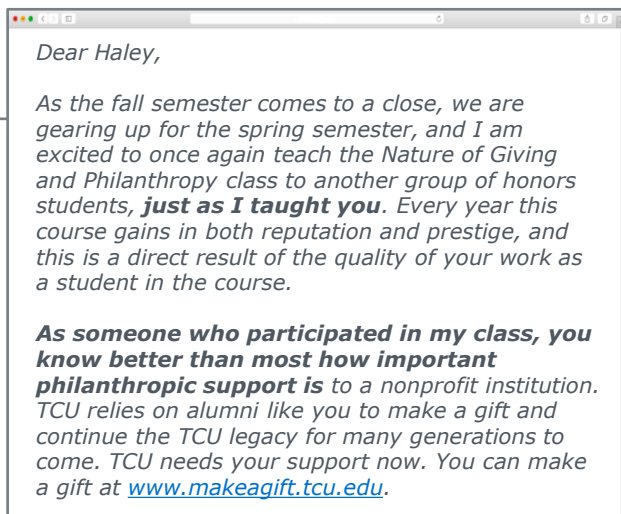 Dear Haley,
As the fall semester comes to a close, we are
gearing up for the spring semester, and I am
excited to once again teach the Nature of Giving
and Philanthropy class to another group of honors
students, just as I taught you. Every year this
course gains in both reputation and prestige, and
this is a direct result of the quality of your work as
a student in the course.
As someone who participated in my class, you
know better than most how important
philanthropic support is to a nonprofit institution.
TCU relies on alumni like you to make a gift and
continue the TCU legacy for many generations to
come. TCU needs your support now. You can make
a gift at www.makeagift.tcu.edu.